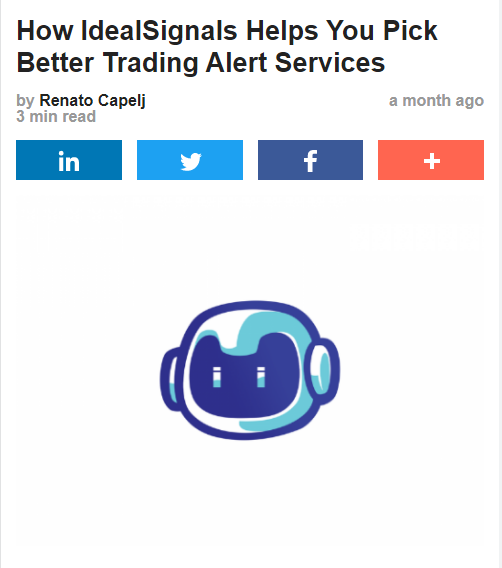 How IdealSignals Helps You Pick
Better Trading Alert Services
by Renato Capelj a month ago
3 min read
in
f
+